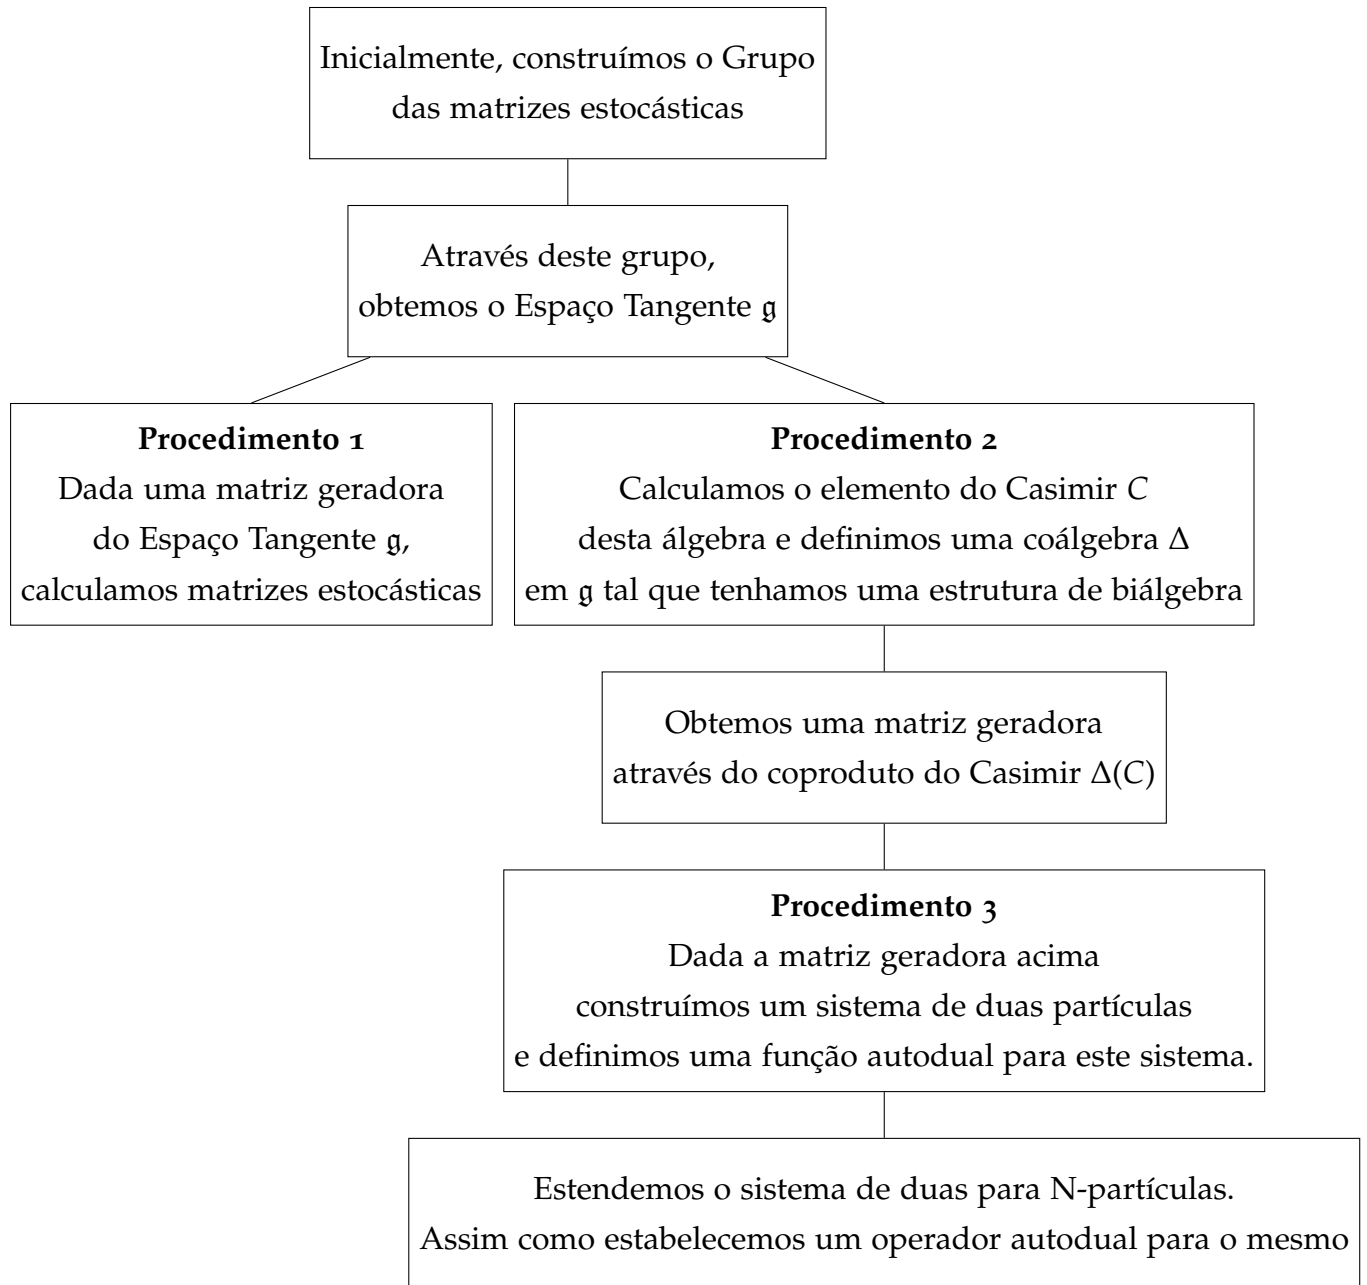 Inicialmente, construímos o Grupo
das matrizes estocásticas
Através deste grupo,
obtemos o Espaço Tangente 𝔤
Procedimento 1
Dada uma matriz geradora
do Espaço Tangente 𝔤,
calculamos matrizes estocásticas
Procedimento 2
Calculamos o elemento do Casimir C
desta álgebra e definimos uma coálgebra Δ
em 𝔤 tal que tenhamos uma estrutura de biálgebra
Obtemos uma matriz geradora
através do coproduto do Casimir Δ(C)
Procedimento 3
Dada a matriz geradora acima
construímos um sistema de duas partículas
e definimos uma função autodual para este sistema.
Estendemos o sistema de duas para N-partículas.
Assim como estabelecemos um operador autodual para o mesmo